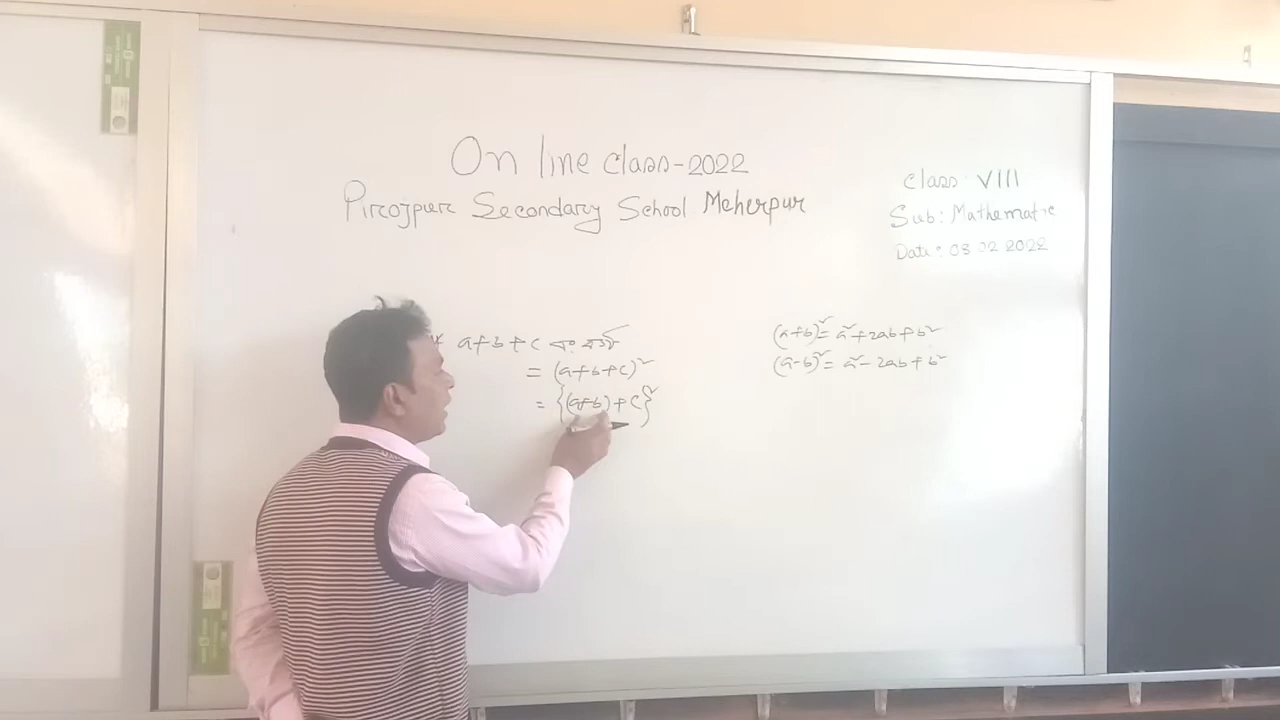 On line class-2022
Pirojpur Secondary School Meherpur
Class VIII
Sub: Mathematic
Date: 03 02 2022
* a+b+c এর বর্গ
= (a+b+c)²
= {(a+b)+c}²
(a+b)² = a²+2ab+b²
(a-b)² = a²-2ab+b²